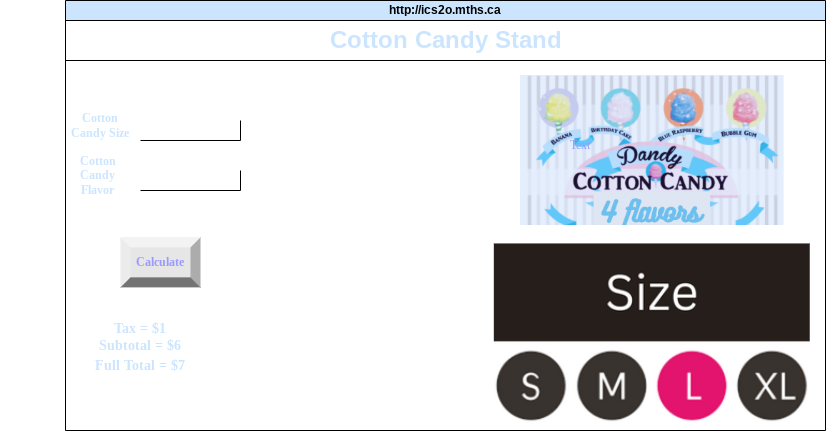 http://ics2o.mths.ca
Cotton Candy Stand
Cotton
Candy Size
Cotton
Candy
Flavor
Calculate
Tax = $1
Subtotal = $6
Full Total = $7
BANANA
BIRTHDAY CAKE
BLUE RASPBERRY
BUBBLE GUM
Text
Dandy
COTTON CANDY
4 flavors
Size
S M L XL